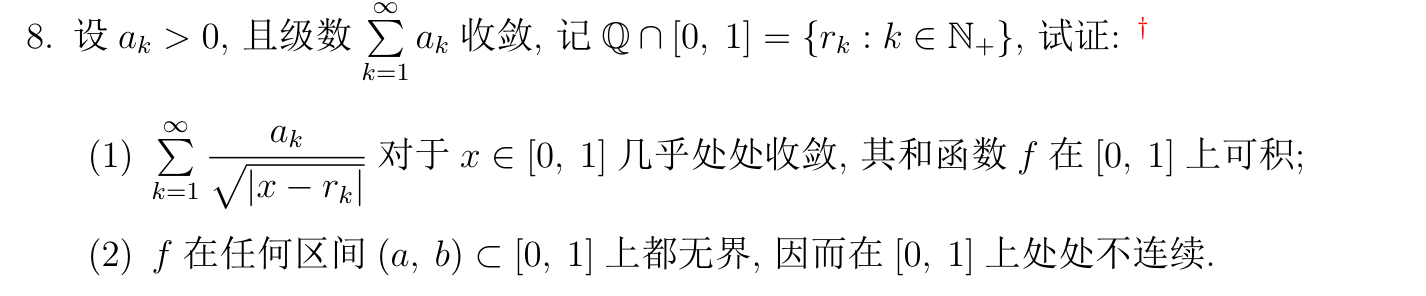 8. 设 $a_k > 0$, 且级数 $\sum_{k=1}^{\infty} a_k$ 收敛, 记 $\mathbb{Q} \cap [0, 1] = \{r_k : k \in \mathbb{N}_+\}$, 试证: †
(1) $\sum_{k=1}^{\infty} \frac{a_k}{\sqrt{|x - r_k|}}$ 对于 $x \in [0, 1]$ 几乎处处收敛, 其和函数 $f$ 在 $[0, 1]$ 上可积;
(2) $f$ 在任何区间 $(a, b) \subset [0, 1]$ 上都无界, 因而在 $[0, 1]$ 上处处不连续.